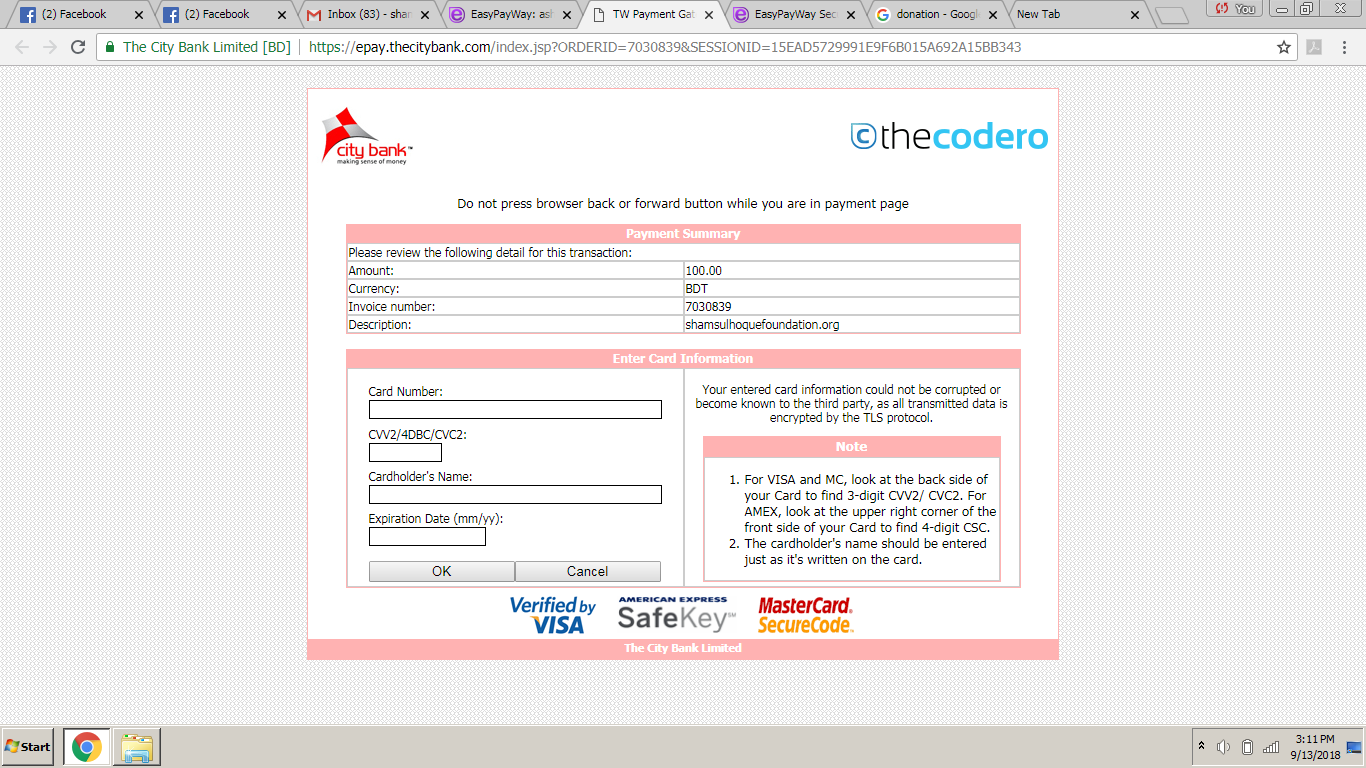 (2) Facebook
(2) Facebook
Inbox (83) - shar
EasyPayWay: ash
TW Payment Gat
EasyPayWay Sec
donation - Googl
New Tab
You
The City Bank Limited [BD]
https://epay.thecitybank.com/index.jsp?ORDERID=7030839&SESSIONID=15EAD5729991E9F6B015A692A15BB343
city bank™
making sense of money
c thecodero
Do not press browser back or forward button while you are in payment page
Payment Summary
Please review the following detail for this transaction:
Amount: 100.00
Currency: BDT
Invoice number: 7030839
Description: shamsulhoquefoundation.org
Enter Card Information
Card Number:
CVV2/4DBC/CVC2:
Cardholder's Name:
Expiration Date (mm/yy):
OK
Cancel
Your entered card information could not be corrupted or
become known to the third party, as all transmitted data is
encrypted by the TLS protocol.
Note
1. For VISA and MC, look at the back side of
your Card to find 3-digit CVV2/ CVC2. For
AMEX, look at the upper right corner of the
front side of your Card to find 4-digit CSC.
2. The cardholder's name should be entered
just as it's written on the card.
Verified by
VISA
AMERICAN EXPRESS
SafeKey℠
MasterCard.
SecureCode™
The City Bank Limited
Start
3:11 PM
9/13/2018